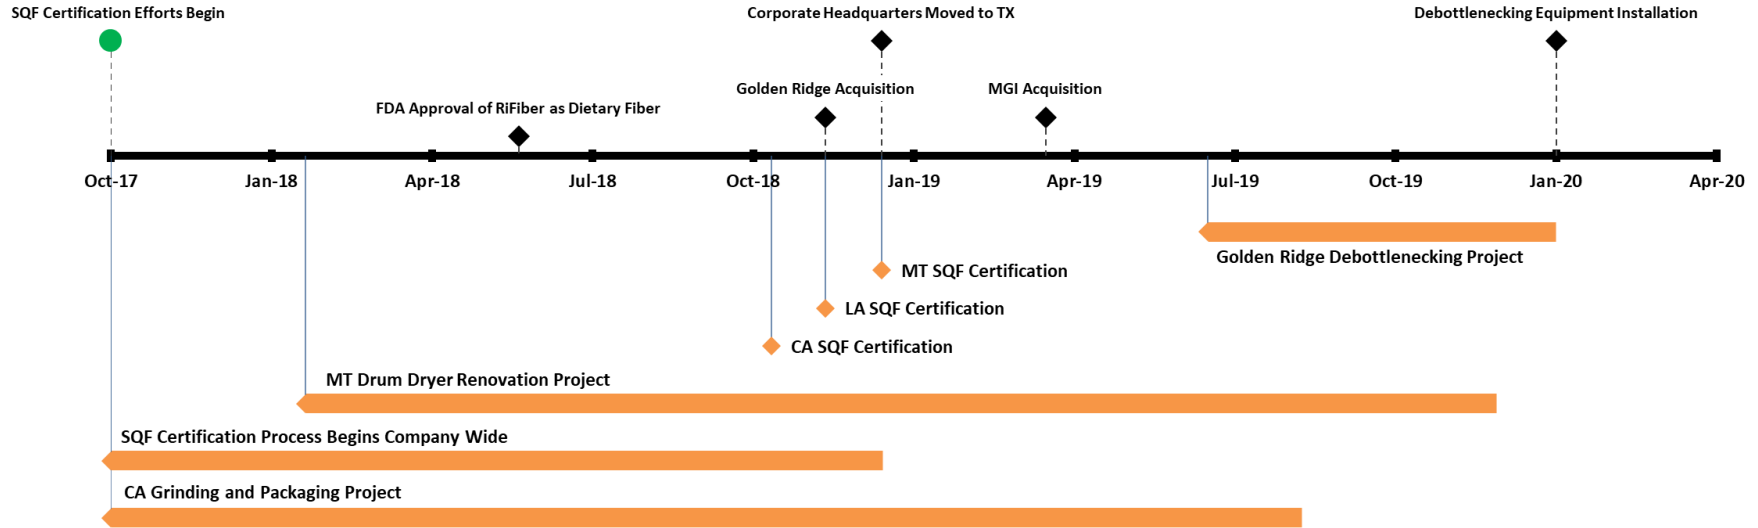 SQF Certification Efforts Begin
Corporate Headquarters Moved to TX
Debottlenecking Equipment Installation
Golden Ridge Acquisition
MGI Acquisition
FDA Approval of RiFiber as Dietary Fiber
Oct-17
Jan-18
Apr-18
Jul-18
Oct-18
Jan-19
Apr-19
Jul-19
Oct-19
Jan-20
Apr-20
Golden Ridge Debottlenecking Project
MT SQF Certification
LA SQF Certification
CA SQF Certification
MT Drum Dryer Renovation Project
SQF Certification Process Begins Company Wide
CA Grinding and Packaging Project